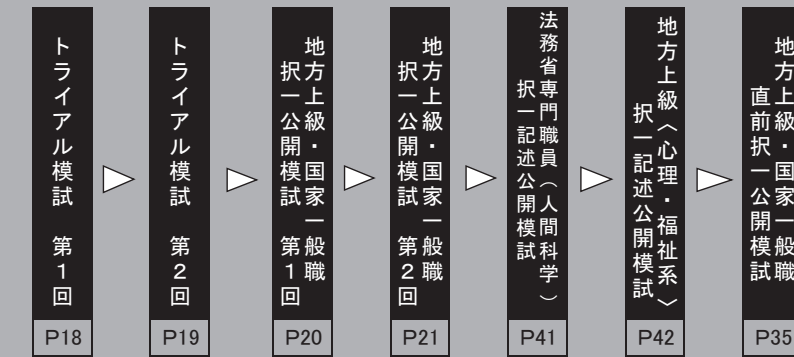 トライアル模試 第1回
P18
トライアル模試 第2回
P19
地方上級・国家一般職
択一公開模試 第1回
P20
地方上級・国家一般職
択一公開模試 第2回
P21
法務省専門職員(人間科学)
択一記述公開模試
P41
地方上級〈心理・福祉系〉
択一記述公開模試
P42
地方上級・国家一般職
直前択一公開模試
P35